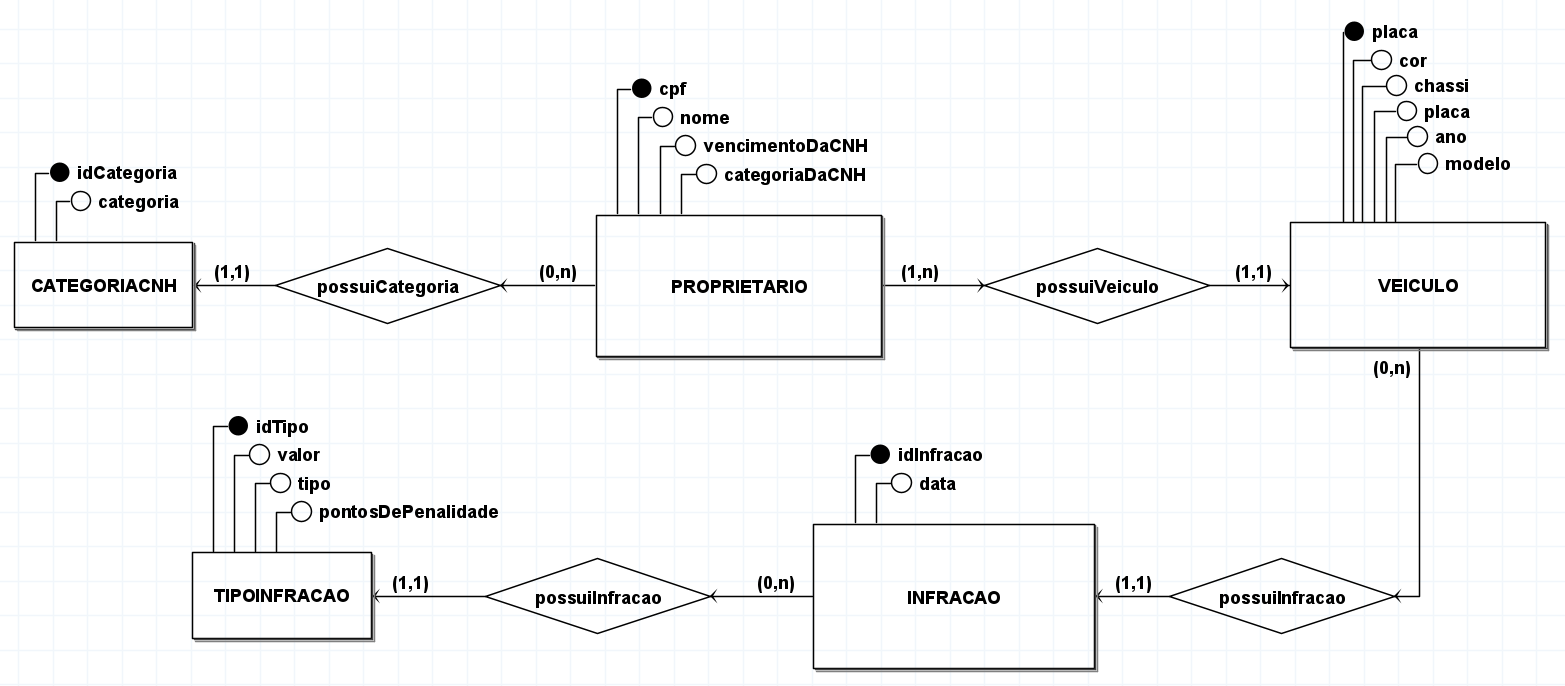 placa
cor
chassi
placa
ano
modelo
cpf
nome
vencimentoDaCNH
categoriaDaCNH
idCategoria
categoria
CATEGORIACNH
(1,1)
possuiCategoria
(0,n)
PROPRIETARIO
(1,n)
possuiVeiculo
(1,1)
VEICULO
(0,n)
idTipo
valor
tipo
pontosDePenalidade
idInfracao
data
TIPOINFRACAO
(1,1)
possuiInfracao
(0,n)
INFRACAO
(1,1)
possuiInfracao